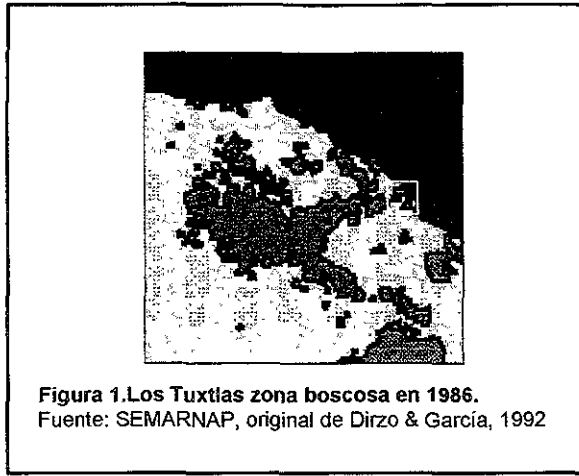 Figura 1.Los Tuxtlas zona boscosa en 1986.
Fuente: SEMARNAP, original de Dirzo & García, 1992